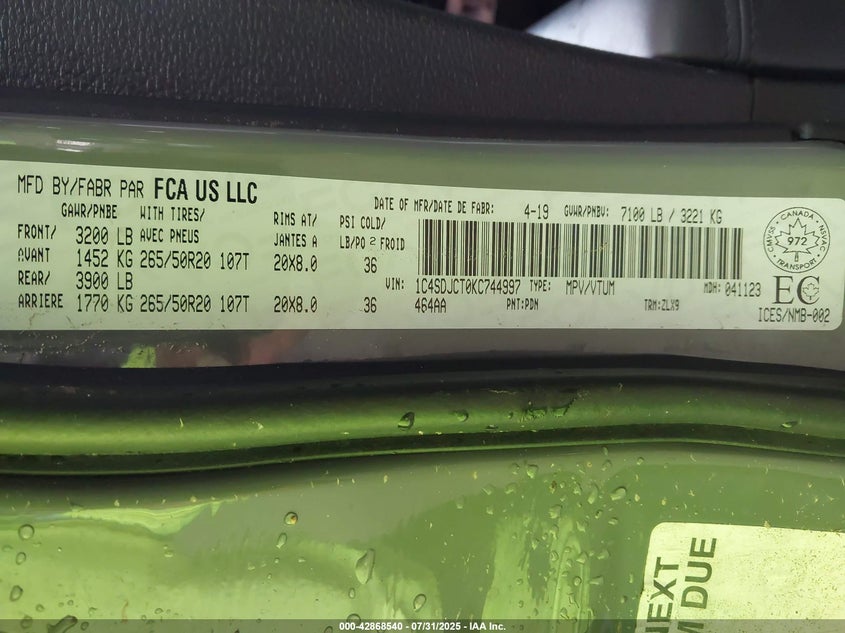 MFD BY/FABR PAR FCA US LLC
DATE OF MFR/DATE DE FABR: 4-19 GVWR/PNBV: 7100 LB / 3221 KG
GAWR/PNBE WITH TIRES/ RIMS AT/ PSI COLD/
FRONT/ 3200 LB AVEC PNEUS JANTES A LB/PO2 FROID
AVANT 1452 KG 265/50R20 107T 20X8.0 36
REAR/ 3900 LB
ARRIERE 1770 KG 265/50R20 107T 20X8.0 36
VIN: 1C4SDJCT0KC744997 TYPE: MPV/VTUM MDH: 041123
464AA PNT:PDN TRM:ZLX9
CANADA
CMVSS NSVAC
972
TRANSPORT
EC
ICES/NMB-002
NEXT
DUE
000-42868540 - 07/31/2025 - IAA Inc.